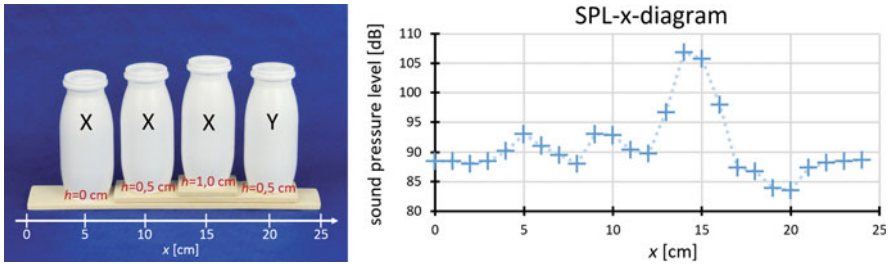 X X X Y
h=0 cm h=0,5 cm h=1,0 cm h=0,5 cm
0 5 10 15 20 25
x [cm]
SPL-x-diagram
sound pressure level [dB]
110
105
100
95
90
85
80
0 5 10 15 20 25
x [cm]